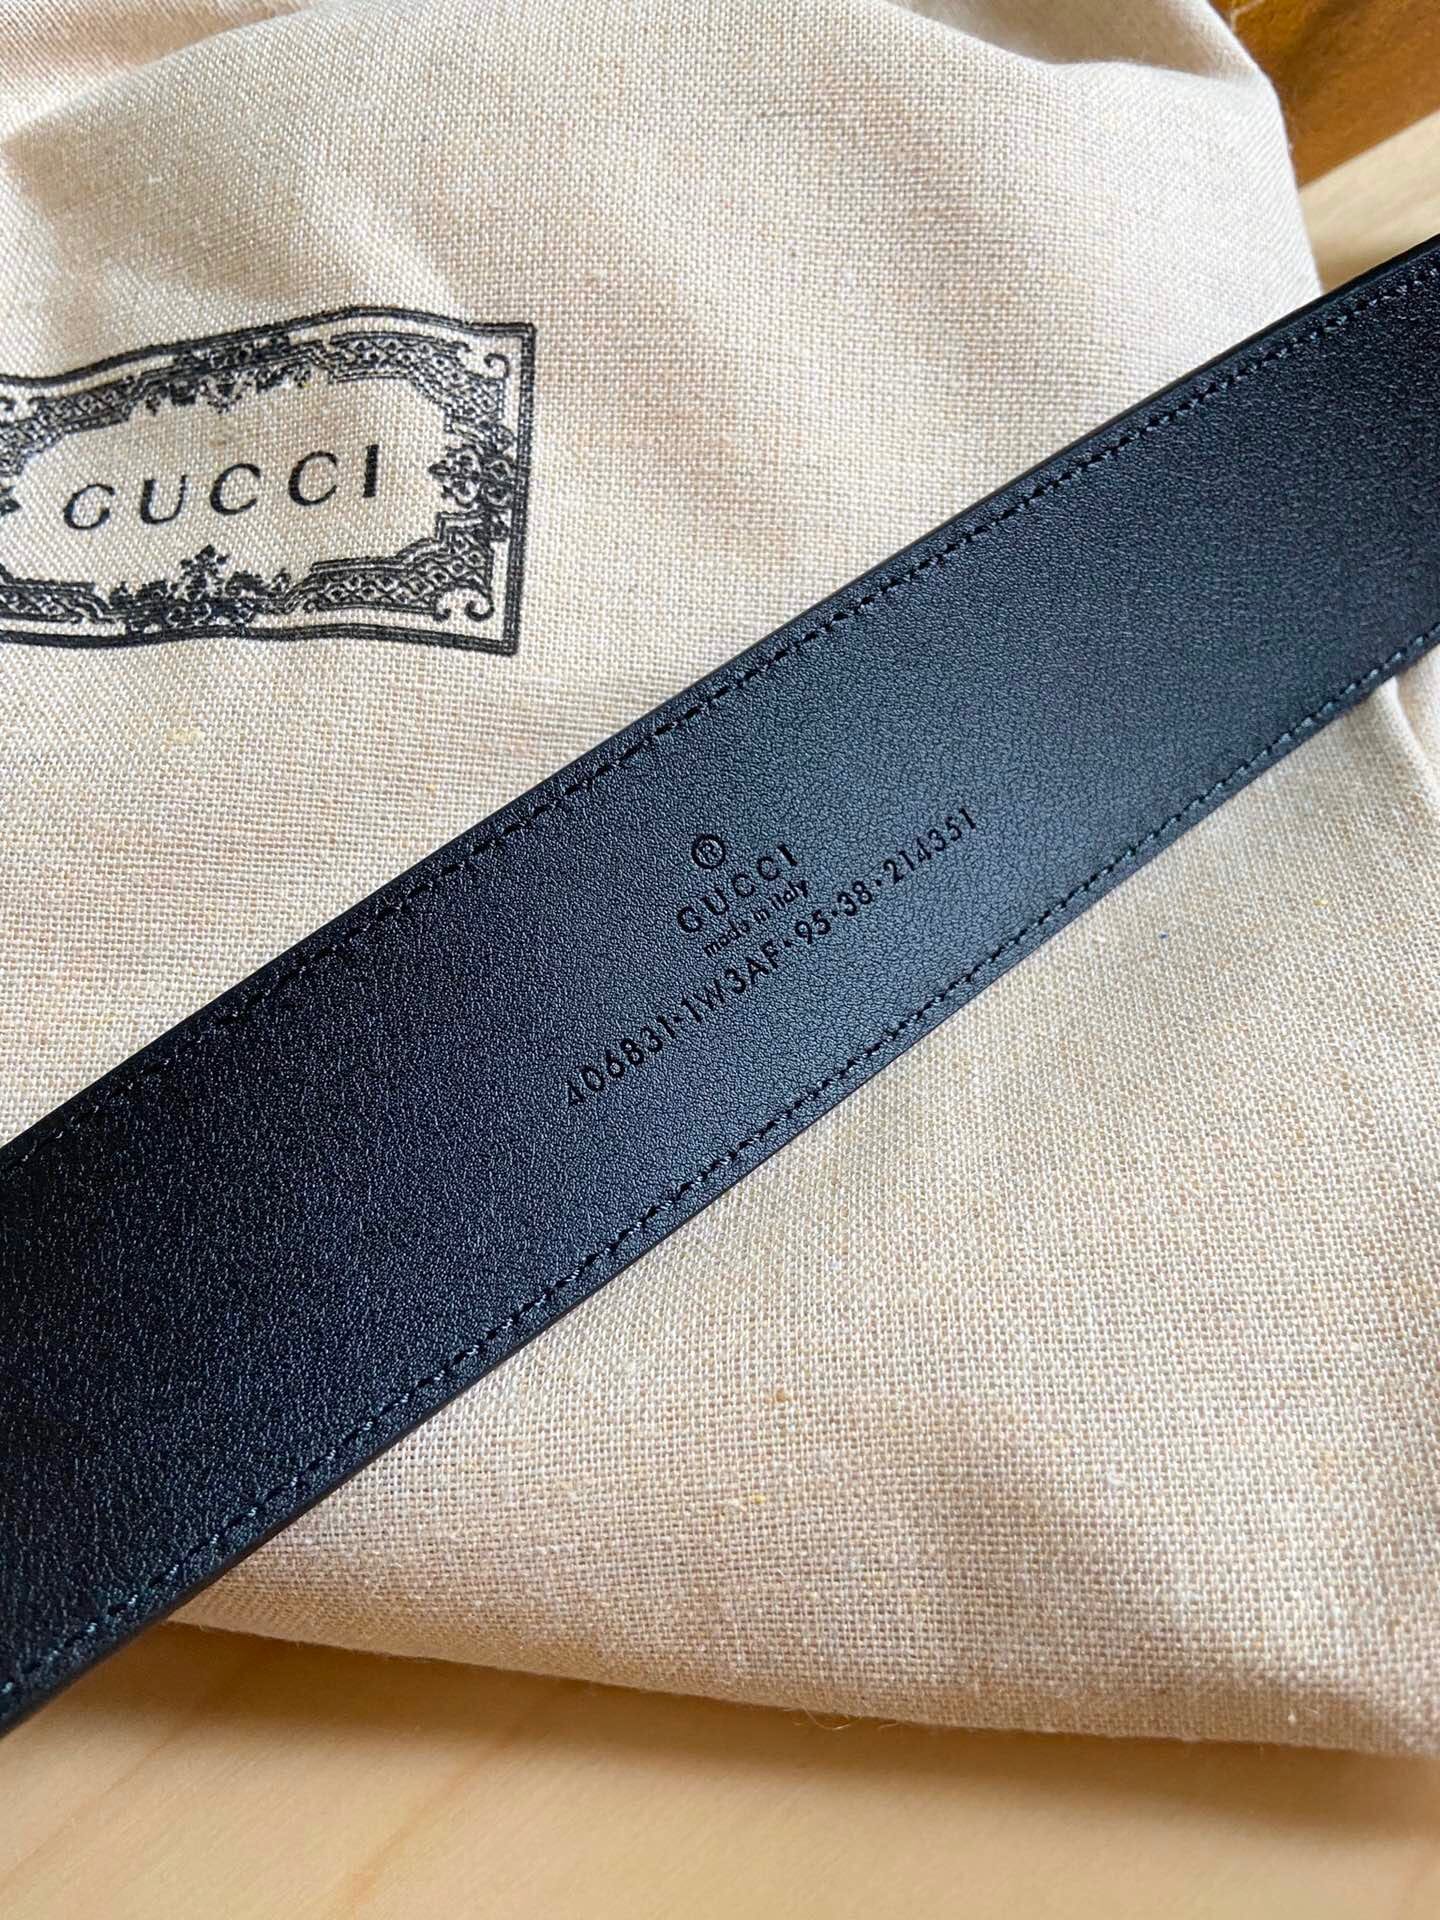 GUCCI
®
GUCCI
made in italy
406831·1W3AF·95·38·214351